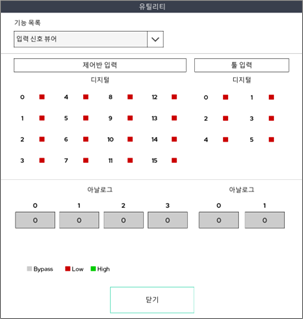 유틸리티
기능 목록
입력 신호 뷰어
제어반 입력 툴 입력
디지털 디지털
0 4 8 12 0 1
1 5 9 13 2 3
2 6 10 14 4 5
3 7 11 15
아날로그 아날로그
0 1 2 3 0 1
0 0 0 0 0 0
Bypass Low High
닫기